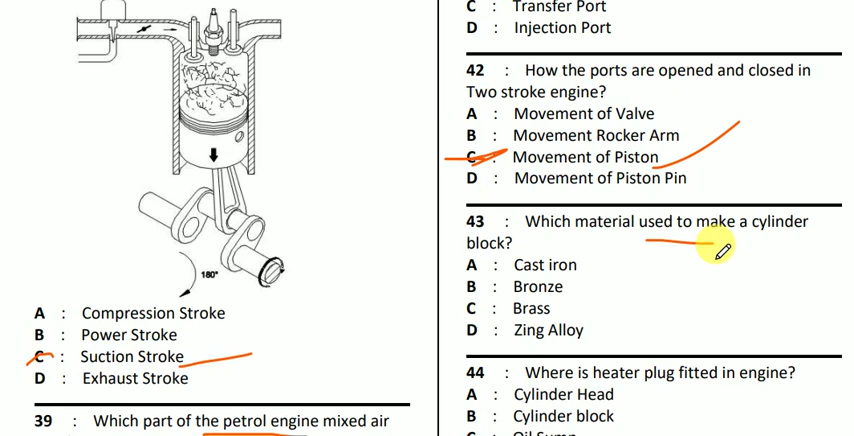 180°
A : Compression Stroke
B : Power Stroke
C : Suction Stroke
D : Exhaust Stroke
39 : Which part of the petrol engine mixed air
C : Transfer Port
D : Injection Port
42 : How the ports are opened and closed in
Two stroke engine?
A : Movement of Valve
B : Movement Rocker Arm
C : Movement of Piston
D : Movement of Piston Pin
43 : Which material used to make a cylinder
block?
A : Cast iron
B : Bronze
C : Brass
D : Zing Alloy
44 : Where is heater plug fitted in engine?
A : Cylinder Head
B : Cylinder block
C : Oil Sump